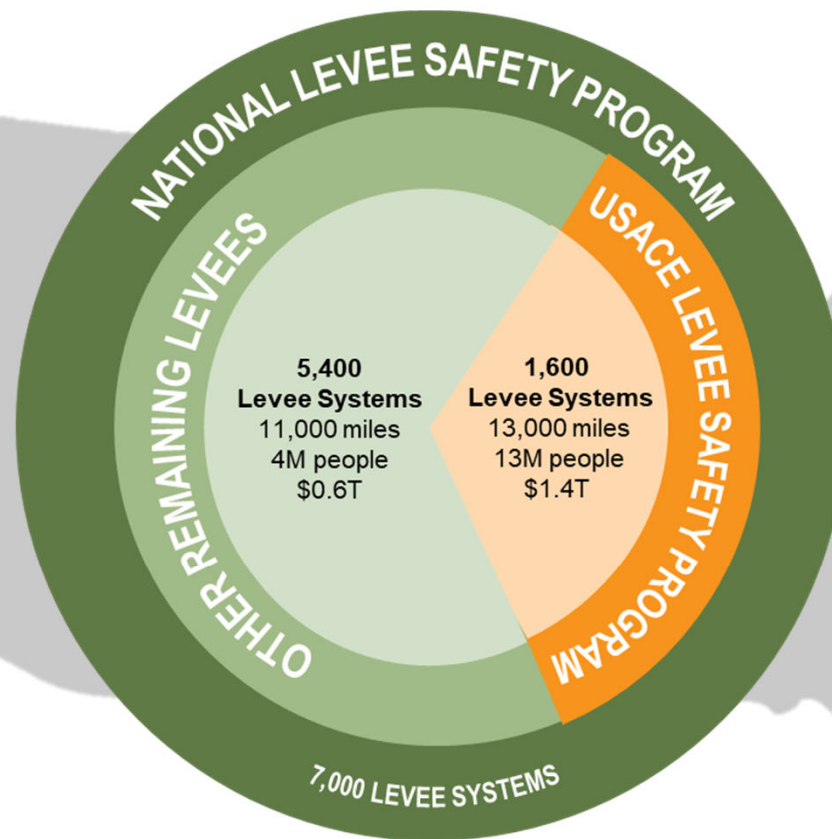 NATIONAL LEVEE SAFETY PROGRAM
OTHER REMAINING LEVEES
USACE LEVEE SAFETY PROGRAM
5,400
Levee Systems
11,000 miles
4M people
$0.6T
1,600
Levee Systems
13,000 miles
13M people
$1.4T
7,000 LEVEE SYSTEMS